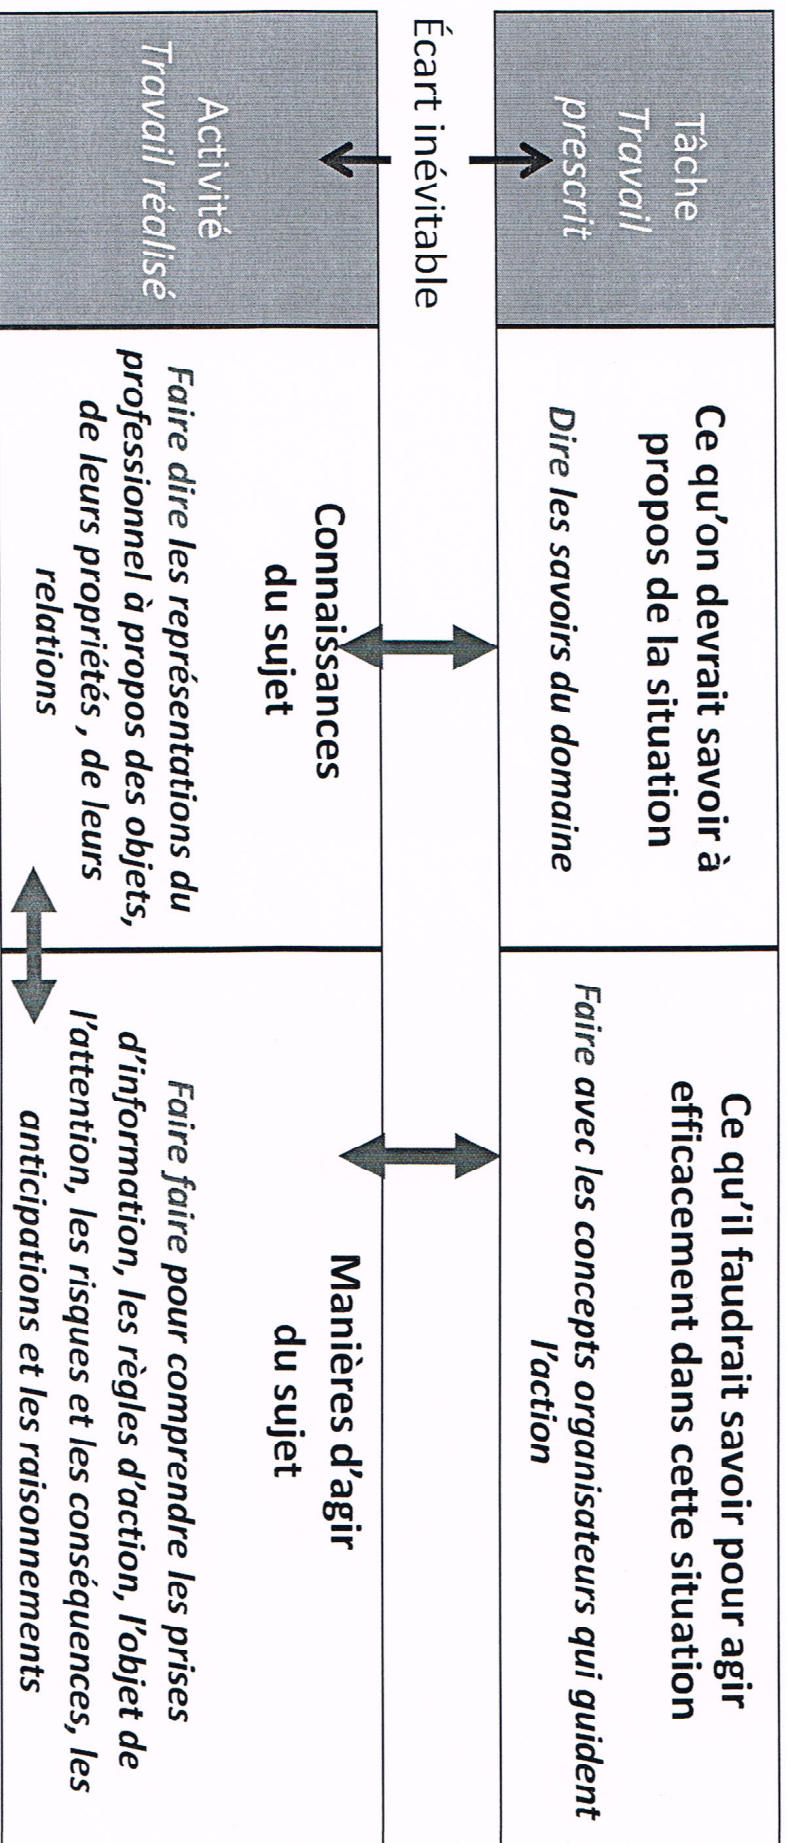 Tâche
Travail
prescrit
Ce qu'on devrait savoir à
propos de la situation
Dire les savoirs du domaine
Ce qu'il faudrait savoir pour agir
efficacement dans cette situation
Faire avec les concepts organisateurs qui guident
l'action
Écart inévitable
Activité
Travail réalisé
Connaissances
du sujet
Faire dire les représentations du
professionnel à propos des objets,
de leurs propriétés , de leurs
relations
Manières d'agir
du sujet
Faire faire pour comprendre les prises
d'information, les règles d'action, l'objet de
l'attention, les risques et les conséquences, les
anticipations et les raisonnements